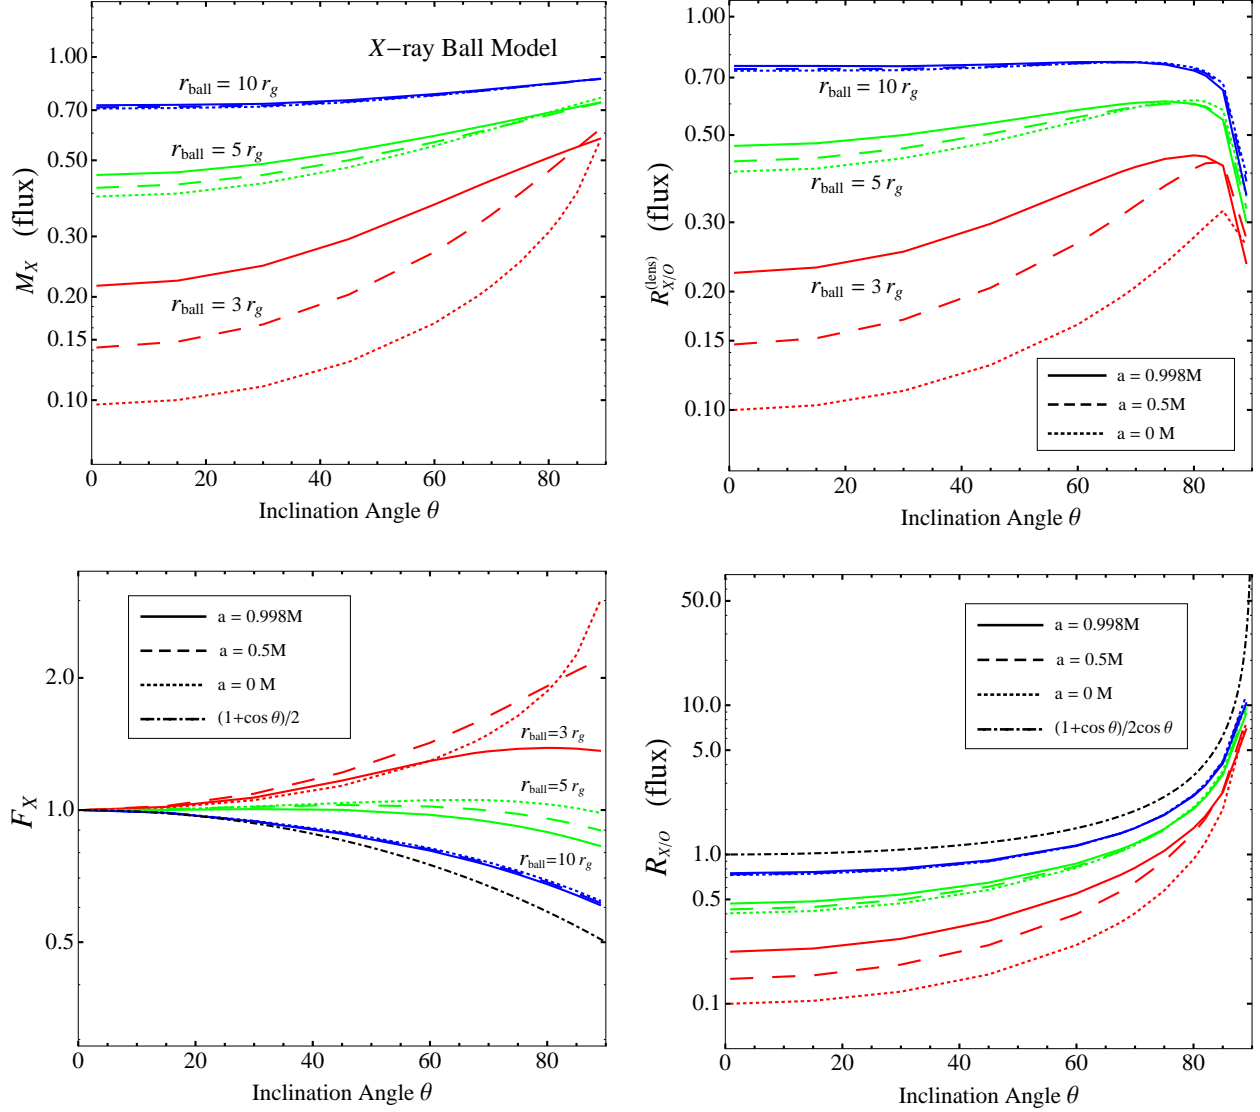 X-ray Ball Model
1.00
0.70
0.50
0.30
0.20
0.15
0.10
M_X (flux)
r_ball = 10 r_g
r_ball = 5 r_g
r_ball = 3 r_g
0 20 40 60 80
Inclination Angle θ
1.00
0.70
0.50
0.30
0.20
0.15
0.10
R_{X/O}^{(lens)} (flux)
r_ball = 10 r_g
r_ball = 5 r_g
r_ball = 3 r_g
a = 0.998M
a = 0.5M
a = 0 M
0 20 40 60 80
Inclination Angle θ
2.0
1.0
0.5
F_X
a = 0.998M
a = 0.5M
a = 0 M
(1+cos θ)/2
r_ball=3 r_g
r_ball=5 r_g
r_ball=10 r_g
0 20 40 60 80
Inclination Angle θ
50.0
10.0
5.0
1.0
0.5
0.1
R_{X/O} (flux)
a = 0.998M
a = 0.5M
a = 0 M
(1+cos θ)/2cos θ
0 20 40 60 80
Inclination Angle θ